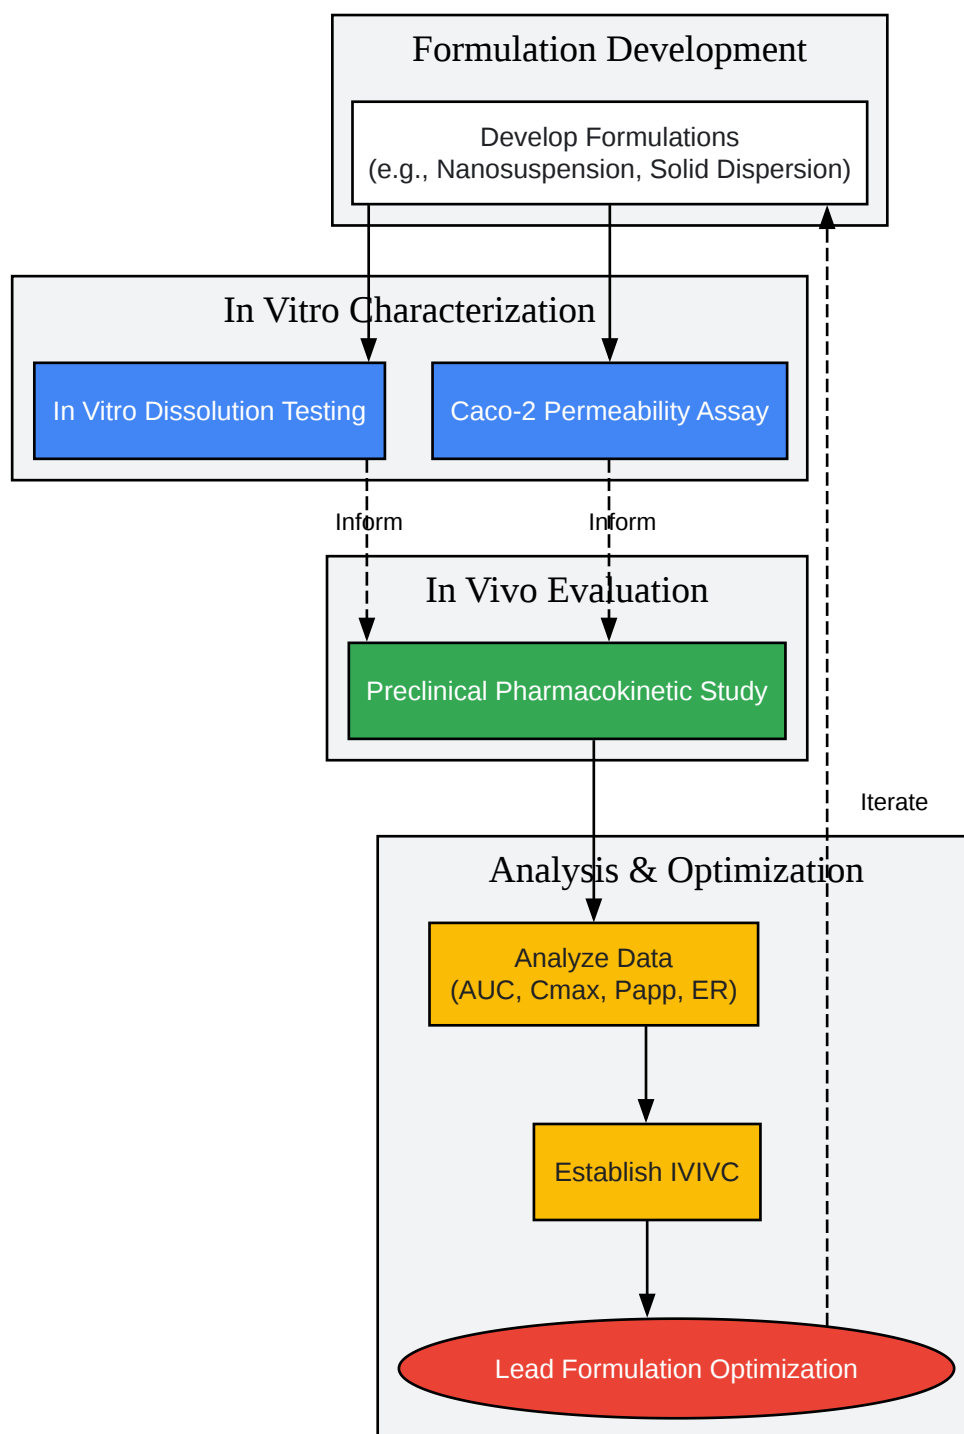 Formulation Development
Develop Formulations
(e.g., Nanosuspension, Solid Dispersion)
In Vitro Characterization
In Vitro Dissolution Testing
Caco-2 Permeability Assay
Inform
Inform
In Vivo Evaluation
Preclinical Pharmacokinetic Study
Iterate
Analysis & Optimization
Analyze Data
(AUC, Cmax, Papp, ER)
Establish IVIVC
Lead Formulation Optimization